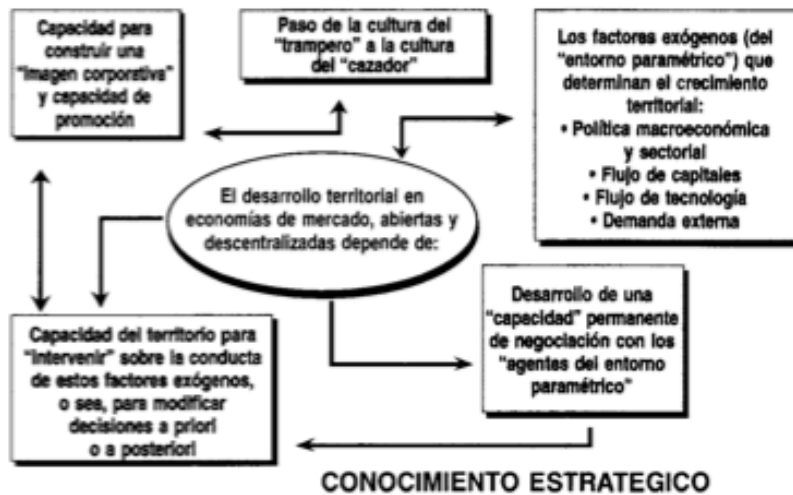 Capacidad para
construir una
"imagen corporativa"
y capacidad de
promoción
Paso de la cultura del
"trampero" a la cultura
del "cazador"
Los factores exógenos (del
"entorno paramétrico") que
determinan el crecimiento
territorial:
• Política macroeconómica
y sectorial
• Flujo de capitales
• Flujo de tecnología
• Demanda externa
El desarrollo territorial en
economías de mercado, abiertas y
descentralizadas depende de:
Capacidad del territorio para
"intervenir" sobre la conducta
de estos factores exógenos,
o sea, para modificar
decisiones a priori
o a posteriori
Desarrollo de una
"capacidad" permanente
de negociación con los
"agentes del entorno
paramétrico"
CONOCIMIENTO ESTRATEGICO